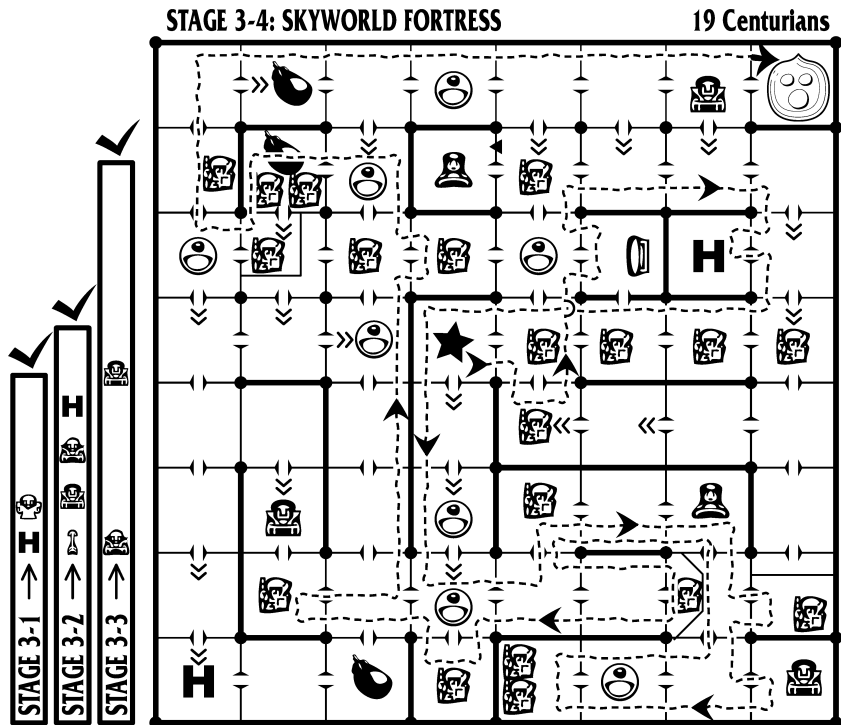 STAGE 3-4: SKYWORLD FORTRESS
19 Centurians
H
H
H
H
STAGE 3-1
STAGE 3-2
STAGE 3-3